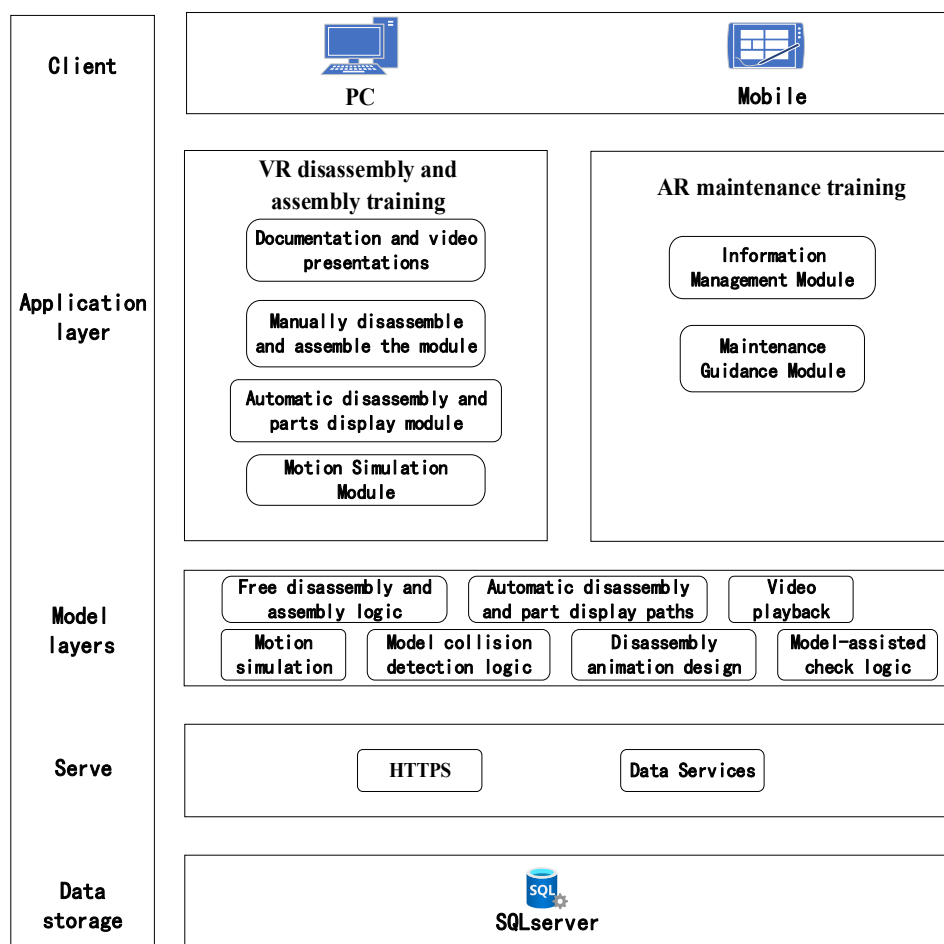 Client
PC
Mobile
Application
layer
VR disassembly and
assembly training
Documentation and video
presentations
Manually disassemble
and assemble the module
Automatic disassembly and
parts display module
Motion Simulation
Module
AR maintenance training
Information
Management Module
Maintenance
Guidance Module
Model
layers
Free disassembly and
assembly logic
Automatic disassembly
and part display paths
Video
playback
Motion
simulation
Model collision
detection logic
Disassembly
animation design
Model-assisted
check logic
Serve
HTTPS
Data Services
Data
storage
SQL
SQLserver